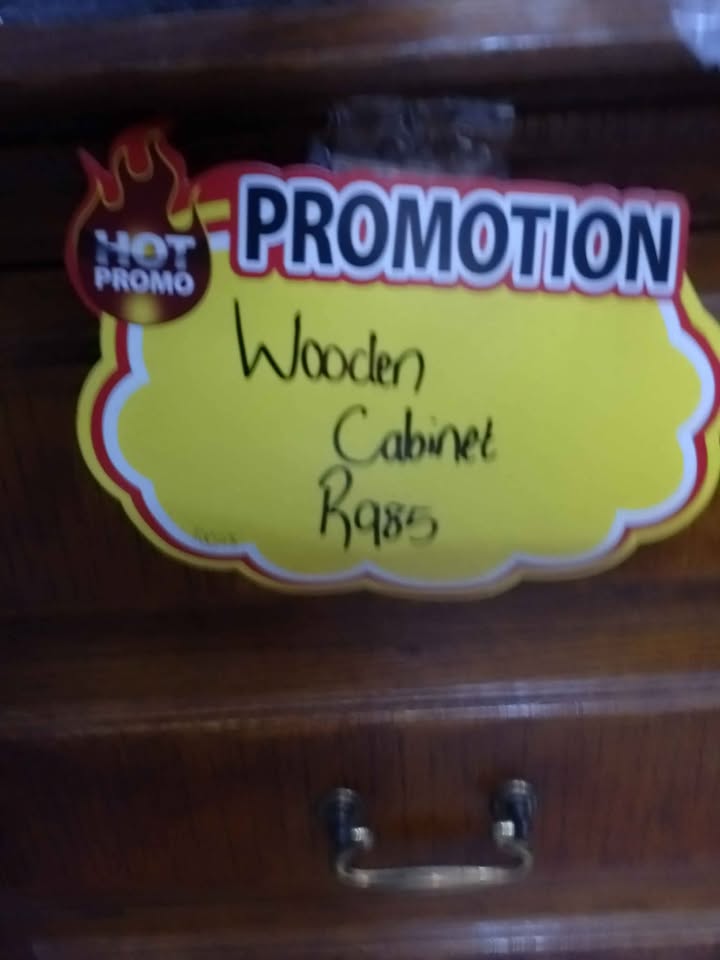 HOT
PROMO
PROMOTION
Wooden
Cabinet
R985